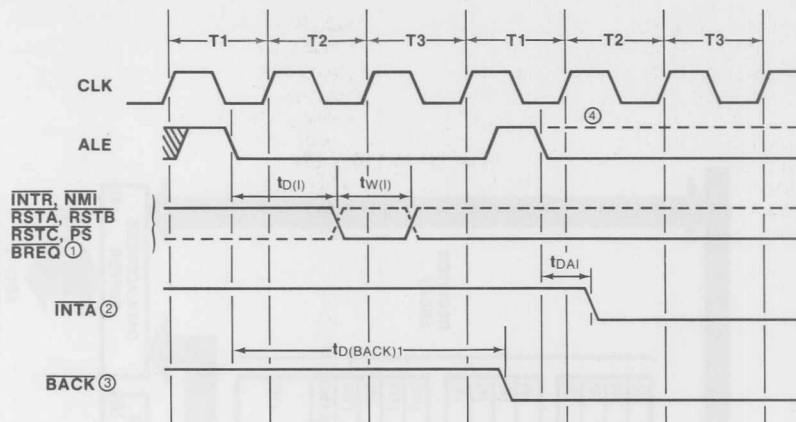 T1 T2 T3 T1 T2 T3
CLK
④
ALE
tD(I) tW(I)
INTR, NMI
RSTA, RSTB
RSTC, PS
BREQ ①
tDAI
INTA ②
tD(BACK)1
BACK ③